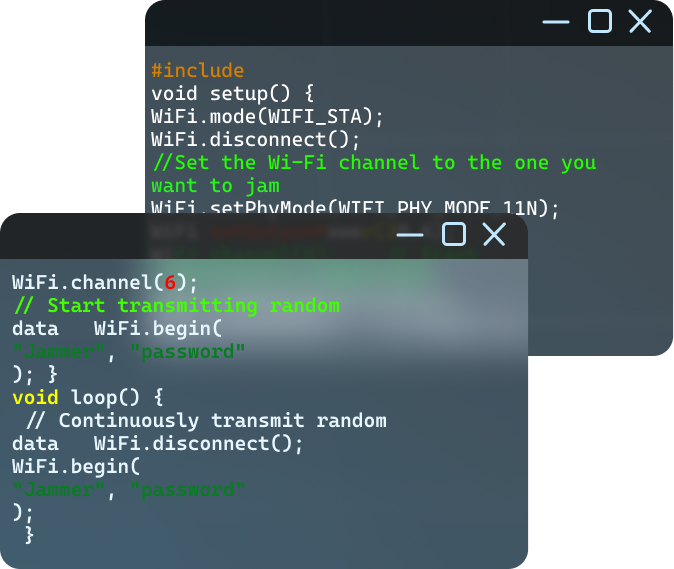 #include
void setup() {
WiFi.mode(WIFI_STA);
WiFi.disconnect();
//Set the Wi-Fi channel to the one you
want to jam
WiFi.setPhyMode(WIFI_PHY_MODE_11N);
WiFi.channel(6);
// Start transmitting random
data   WiFi.begin(
"Jammer", "password"
); }
void loop() {
// Continuously transmit random
data   WiFi.disconnect();
WiFi.begin(
"Jammer", "password"
);
}